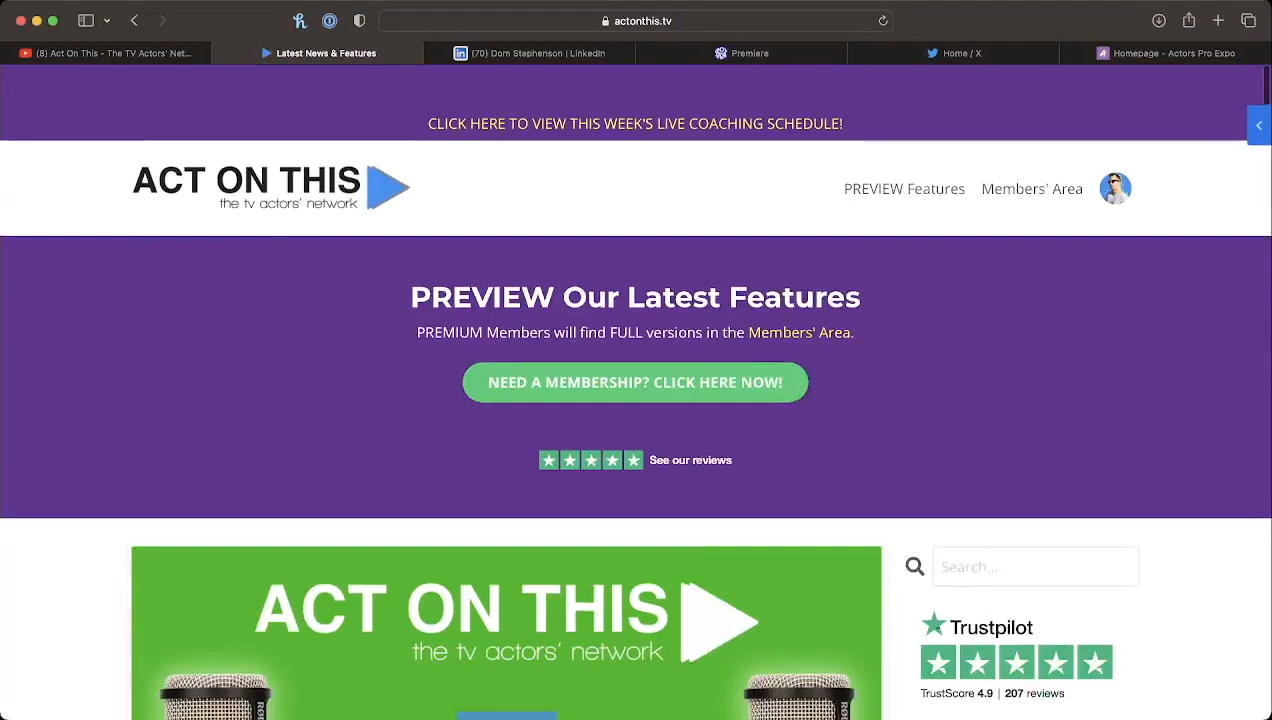 actonthis.tv
(8) Act On This - The TV Actors' Net...
Latest News & Features
(70) Dom Stephenson | LinkedIn
Premiere
Home / X
Homepage - Actors Pro Expo
CLICK HERE TO VIEW THIS WEEK'S LIVE COACHING SCHEDULE!
ACT ON THIS
the tv actors' network
PREVIEW Features
Members' Area
PREVIEW Our Latest Features
PREMIUM Members will find FULL versions in the Members' Area.
NEED A MEMBERSHIP? CLICK HERE NOW!
See our reviews
ACT ON THIS
the tv actors' network
Search...
Trustpilot
TrustScore 4.9 | 207 reviews